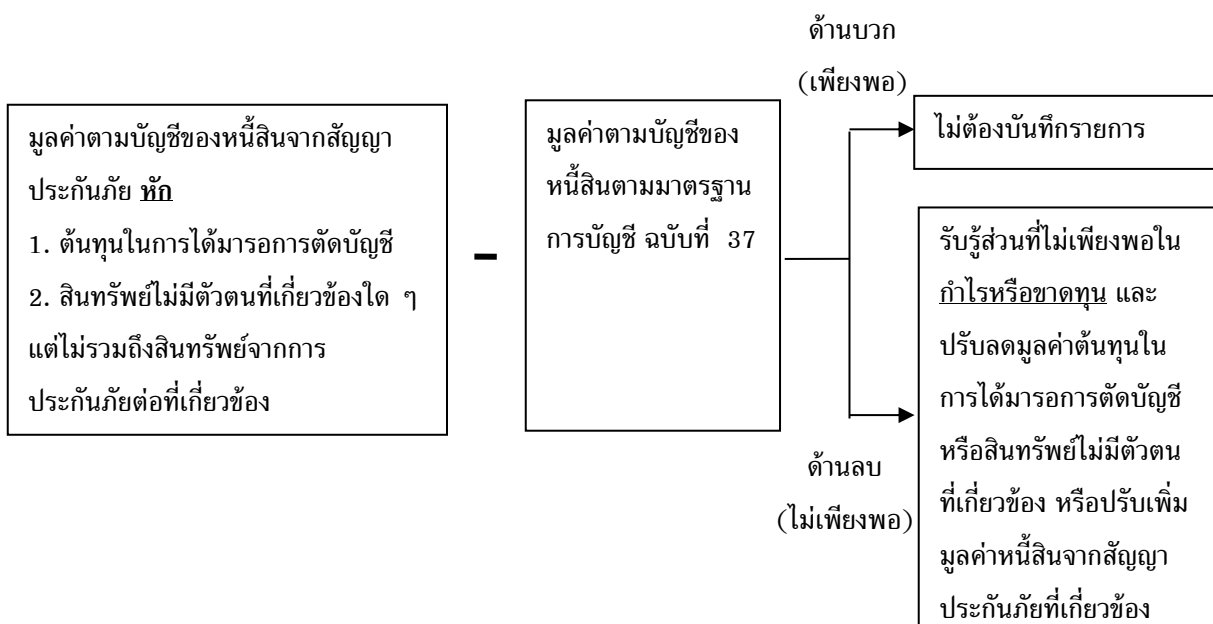 มูลค่าตามบัญชีของหนี้สินจากสัญญา
ประกันภัย หัก
1. ต้นทุนในการได้มารอการตัดบัญชี
2. สินทรัพย์ไม่มีตัวตนที่เกี่ยวข้องใด ๆ
แต่ไม่รวมถึงสินทรัพย์จากการ
ประกันภัยต่อที่เกี่ยวข้อง
-
มูลค่าตามบัญชีของ
หนี้สินตามมาตรฐาน
การบัญชี ฉบับที่ 37
ด้านบวก
(เพียงพอ)
ไม่ต้องบันทึกรายการ
ด้านลบ
(ไม่เพียงพอ)
รับรู้ส่วนที่ไม่เพียงพอใน
กำไรหรือขาดทุน และ
ปรับลดมูลค่าต้นทุนใน
การได้มารอการตัดบัญชี
หรือสินทรัพย์ไม่มีตัวตน
ที่เกี่ยวข้อง หรือปรับเพิ่ม
มูลค่าหนี้สินจากสัญญา
ประกันภัยที่เกี่ยวข้อง